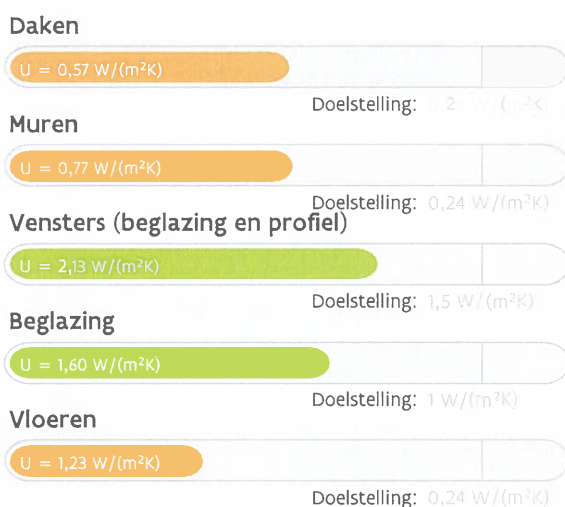 Daken
U = 0,57 W/(m²K)
Doelstelling:
Muren
U = 0,77 W/(m²K)
Doelstelling: 0,24 W/(m²K)
Vensters (beglazing en profiel)
U = 2,13 W/(m²K)
Doelstelling: 1,5 W/(m²K)
Beglazing
U = 1,60 W/(m²K)
Doelstelling: 1 W/(m²K)
Vloeren
U = 1,23 W/(m²K)
Doelstelling: 0,24 W/(m²K)